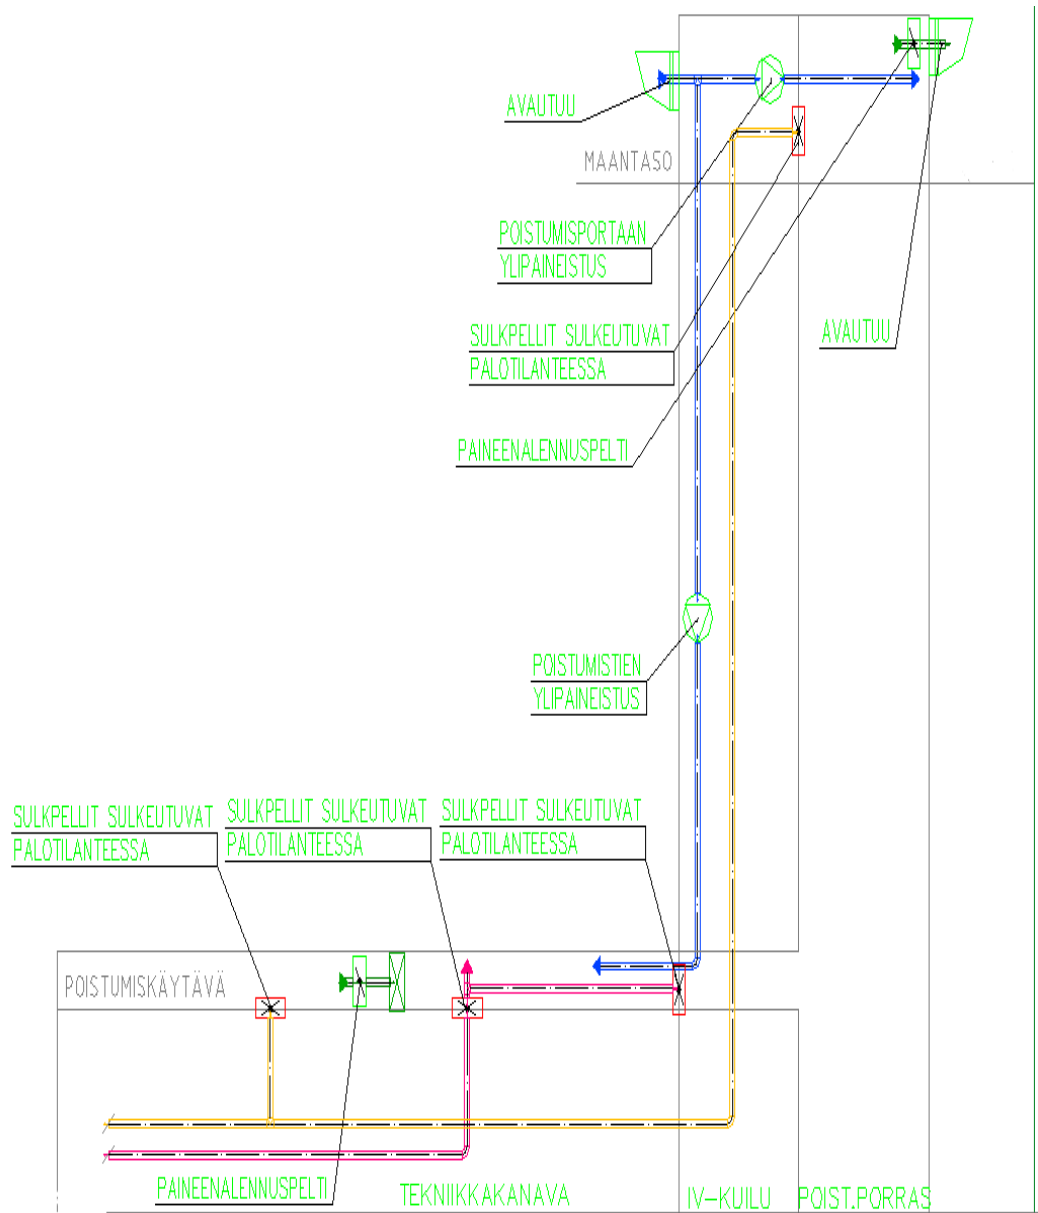 AVAUTUU
MAANTASO
POISTUMISPORTAAN
YLIPAINEISTUS
SULKPELLIT SULKEUTUVAT
PALOTILANTEESSA
AVAUTUU
PAINEENALENNUSPELTI
POISTUMISTIEN
YLIPAINEISTUS
SULKPELLIT SULKEUTUVAT
PALOTILANTEESSA
SULKPELLIT SULKEUTUVAT
PALOTILANTEESSA
SULKPELLIT SULKEUTUVAT
PALOTILANTEESSA
POISTUMISKÄYTÄVÄ
PAINEENALENNUSPELTI
TEKNIIKKAKANAVA
IV-KUILU
POIST.PORRAS